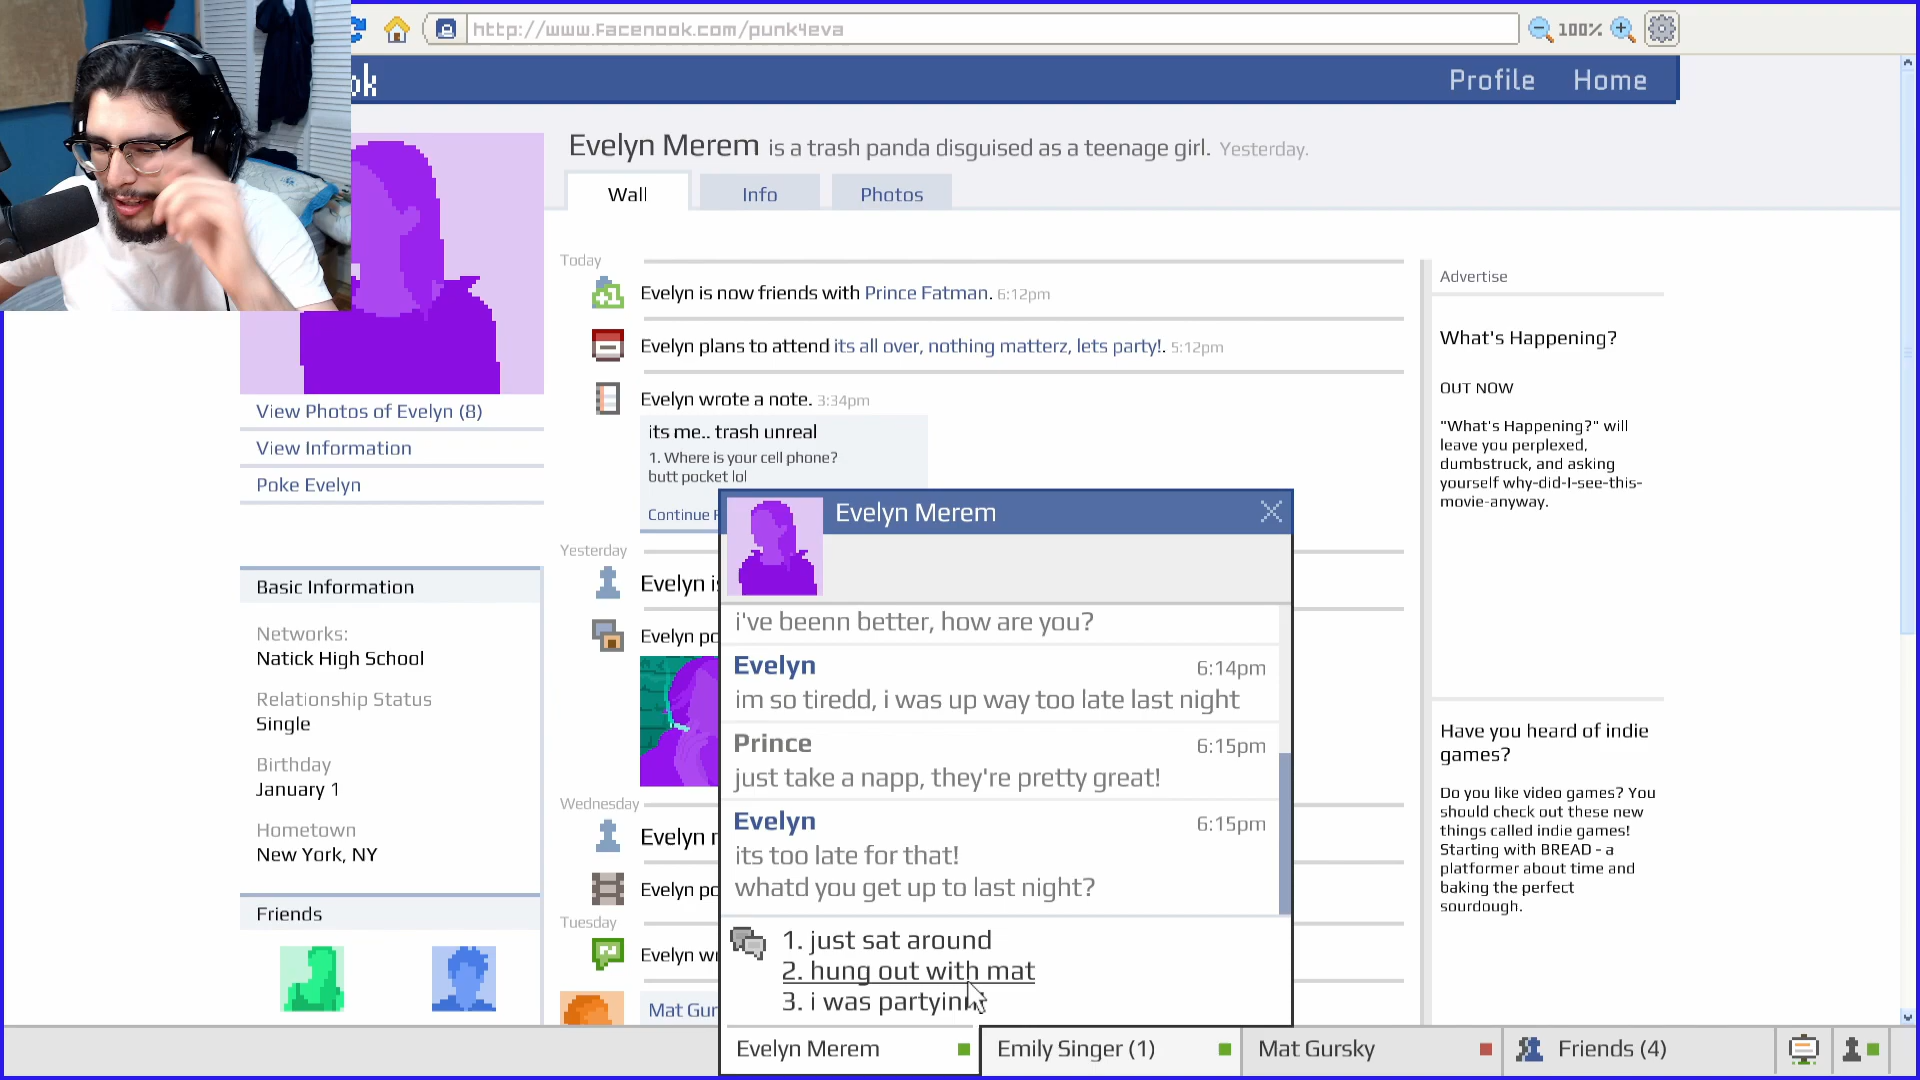 http://www.facenook.com/punk4eva
100%
ok
Profile
Home
Evelyn Merem is a trash panda disguised as a teenage girl. Yesterday.
Wall
Info
Photos
Today
Evelyn is now friends with Prince Fatman. 6:12pm
Evelyn plans to attend its all over, nothing matterz, lets party!. 5:12pm
Evelyn wrote a note. 3:34pm
its me.. trash unreal
1. Where is your cell phone?
butt pocket lol
Continue
Yesterday
Evelyn
Evelyn
Wednesday
Evelyn
Evelyn
Tuesday
Evelyn
Mat
View Photos of Evelyn (8)
View Information
Poke Evelyn
Basic Information
Networks:
Natick High School
Relationship Status
Single
Birthday
January 1
Hometown
New York, NY
Friends
Evelyn Merem
i've beenn better, how are you?
Evelyn 6:14pm
im so tiredd, i was up way too late last night
Prince 6:15pm
just take a napp, they're pretty great!
Evelyn 6:15pm
its too late for that!
whatd you get up to last night?
1. just sat around
2. hung out with mat
3. i was
Advertise
What's Happening?
OUT NOW
"What's Happening?" will
leave you perplexed,
dumbstruck, and asking
yourself why-did-I-see-this-
movie-anyway.
Have you heard of indie
games?
Do you like video games? You
should check out these new
things called indie games!
Starting with BREAD - a
platformer about time and
baking the perfect
sourdough.
Evelyn Merem
Emily Singer (1)
Mat Gursky
Friends (4)